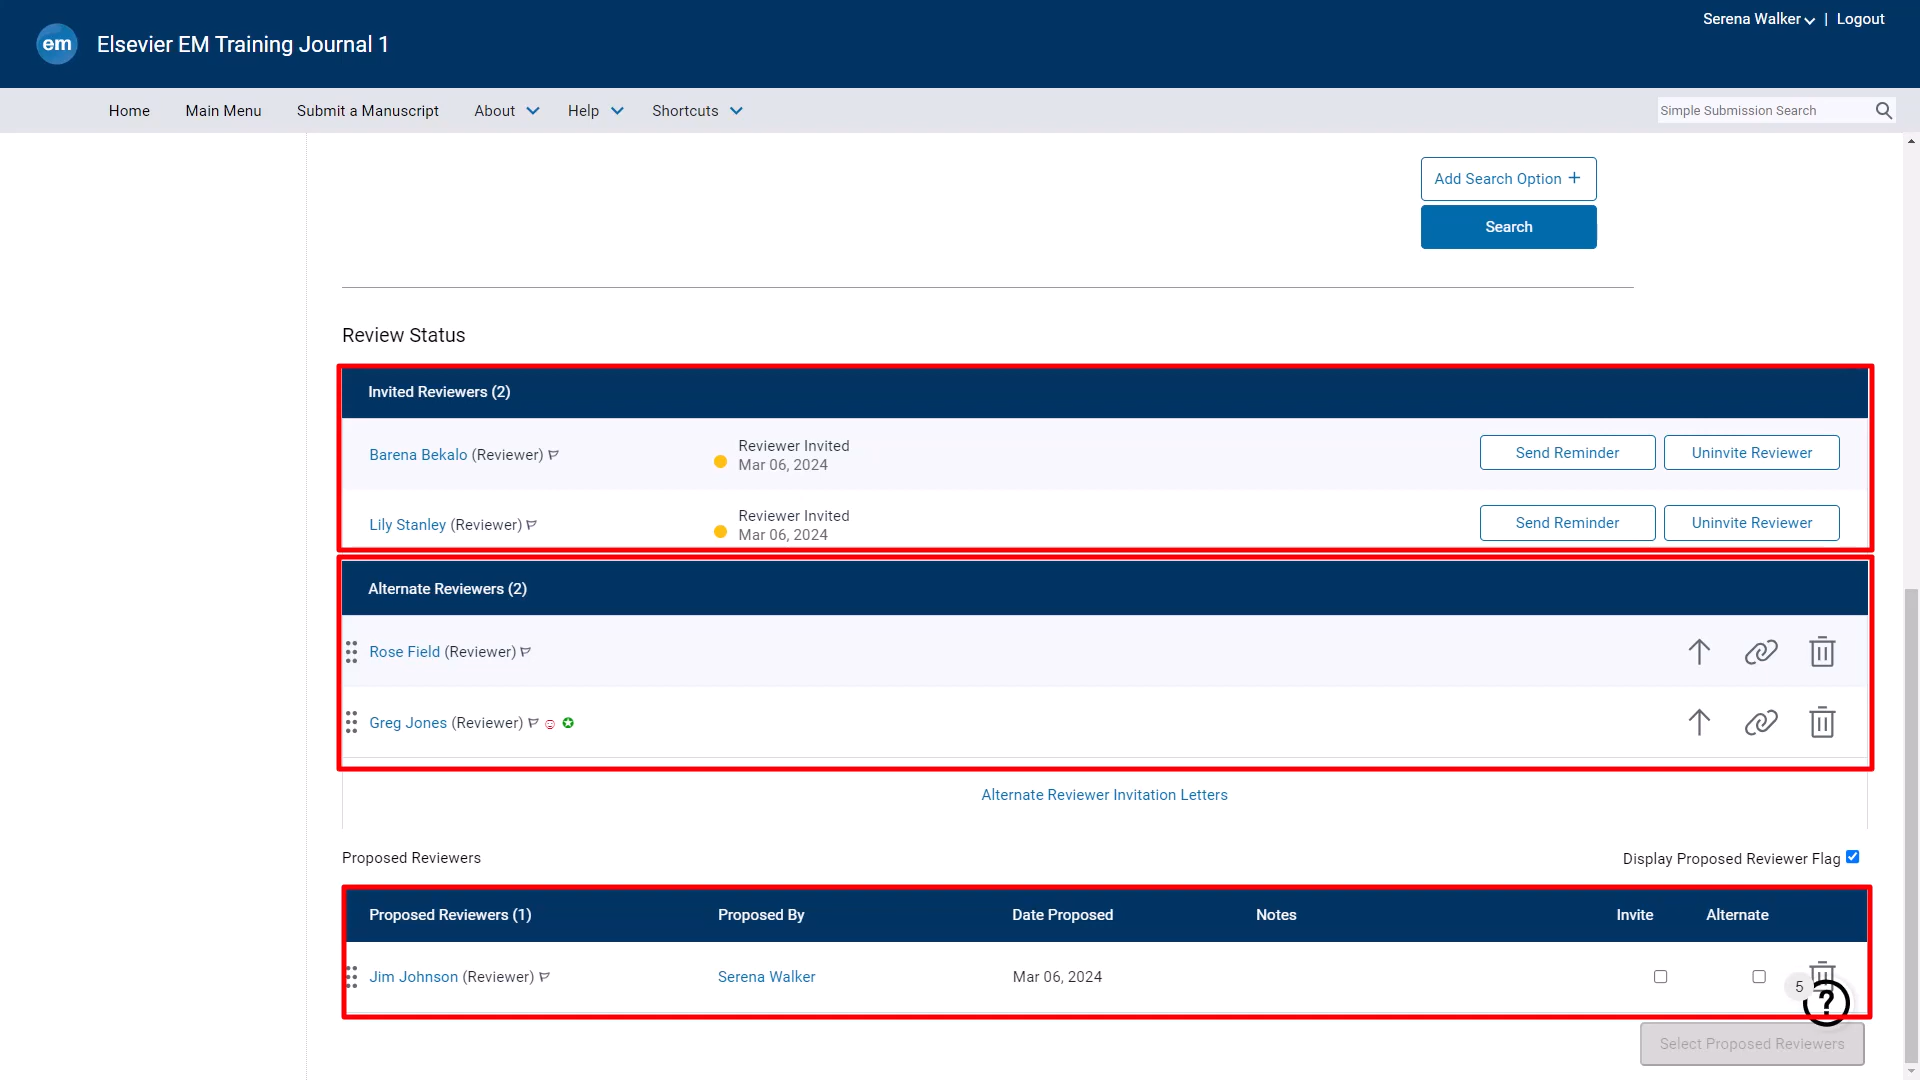 Serena Walker | Logout
em Elsevier EM Training Journal 1
Home Main Menu Submit a Manuscript About Help Shortcuts Simple Submission Search
Add Search Option +
Search
Review Status
Invited Reviewers (2)
Barena Bekalo (Reviewer) Reviewer Invited Mar 06, 2024 Send Reminder Uninvite Reviewer
Lily Stanley (Reviewer) Reviewer Invited Mar 06, 2024 Send Reminder Uninvite Reviewer
Alternate Reviewers (2)
Rose Field (Reviewer)
Greg Jones (Reviewer)
Alternate Reviewer Invitation Letters
Proposed Reviewers Display Proposed Reviewer Flag
Proposed Reviewers (1) Proposed By Date Proposed Notes Invite Alternate
Jim Johnson (Reviewer) Serena Walker Mar 06, 2024
5 ?
Select Proposed Reviewers